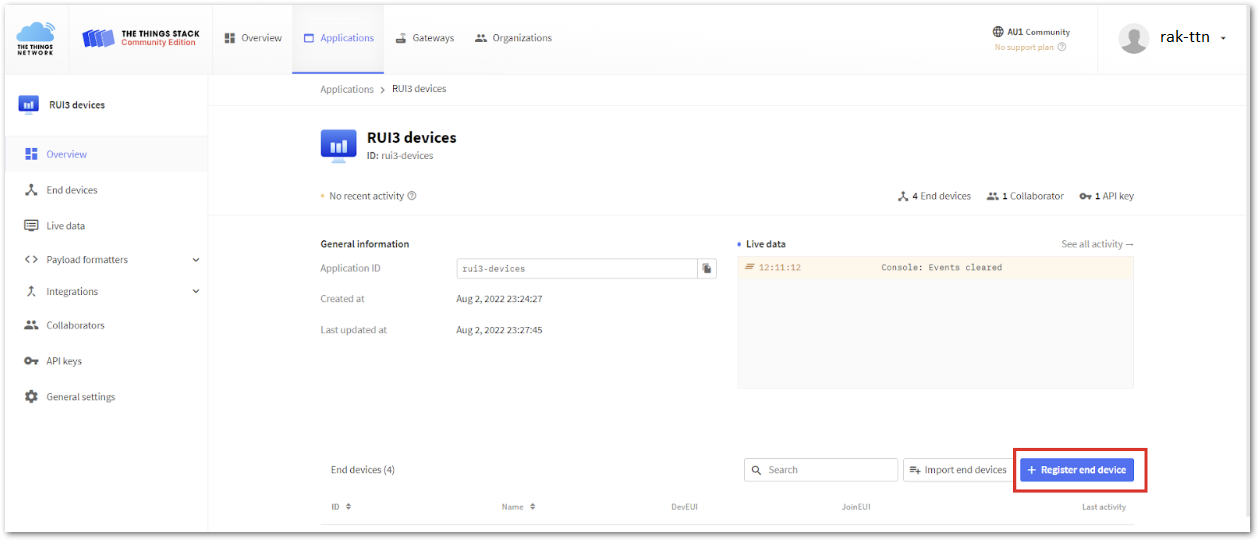 THE THINGS NETWORK
THE THINGS STACK
Community Edition
Overview
Applications
Gateways
Organizations
AU1 Community
No support plan
rak-ttn
RUI3 devices
Overview
End devices
Live data
Payload formatters
Integrations
Collaborators
API keys
General settings
Applications > RUI3 devices
RUI3 devices
ID: rui3-devices
No recent activity
4 End devices
1 Collaborator
1 API key
General information
Application ID
rui3-devices
Created at
Aug 2, 2022 23:24:27
Last updated at
Aug 2, 2022 23:27:45
Live data
See all activity →
12:11:12 Console: Events cleared
End devices (4)
Search
Import end devices
+ Register end device
ID
Name
DevEUI
JoinEUI
Last activity